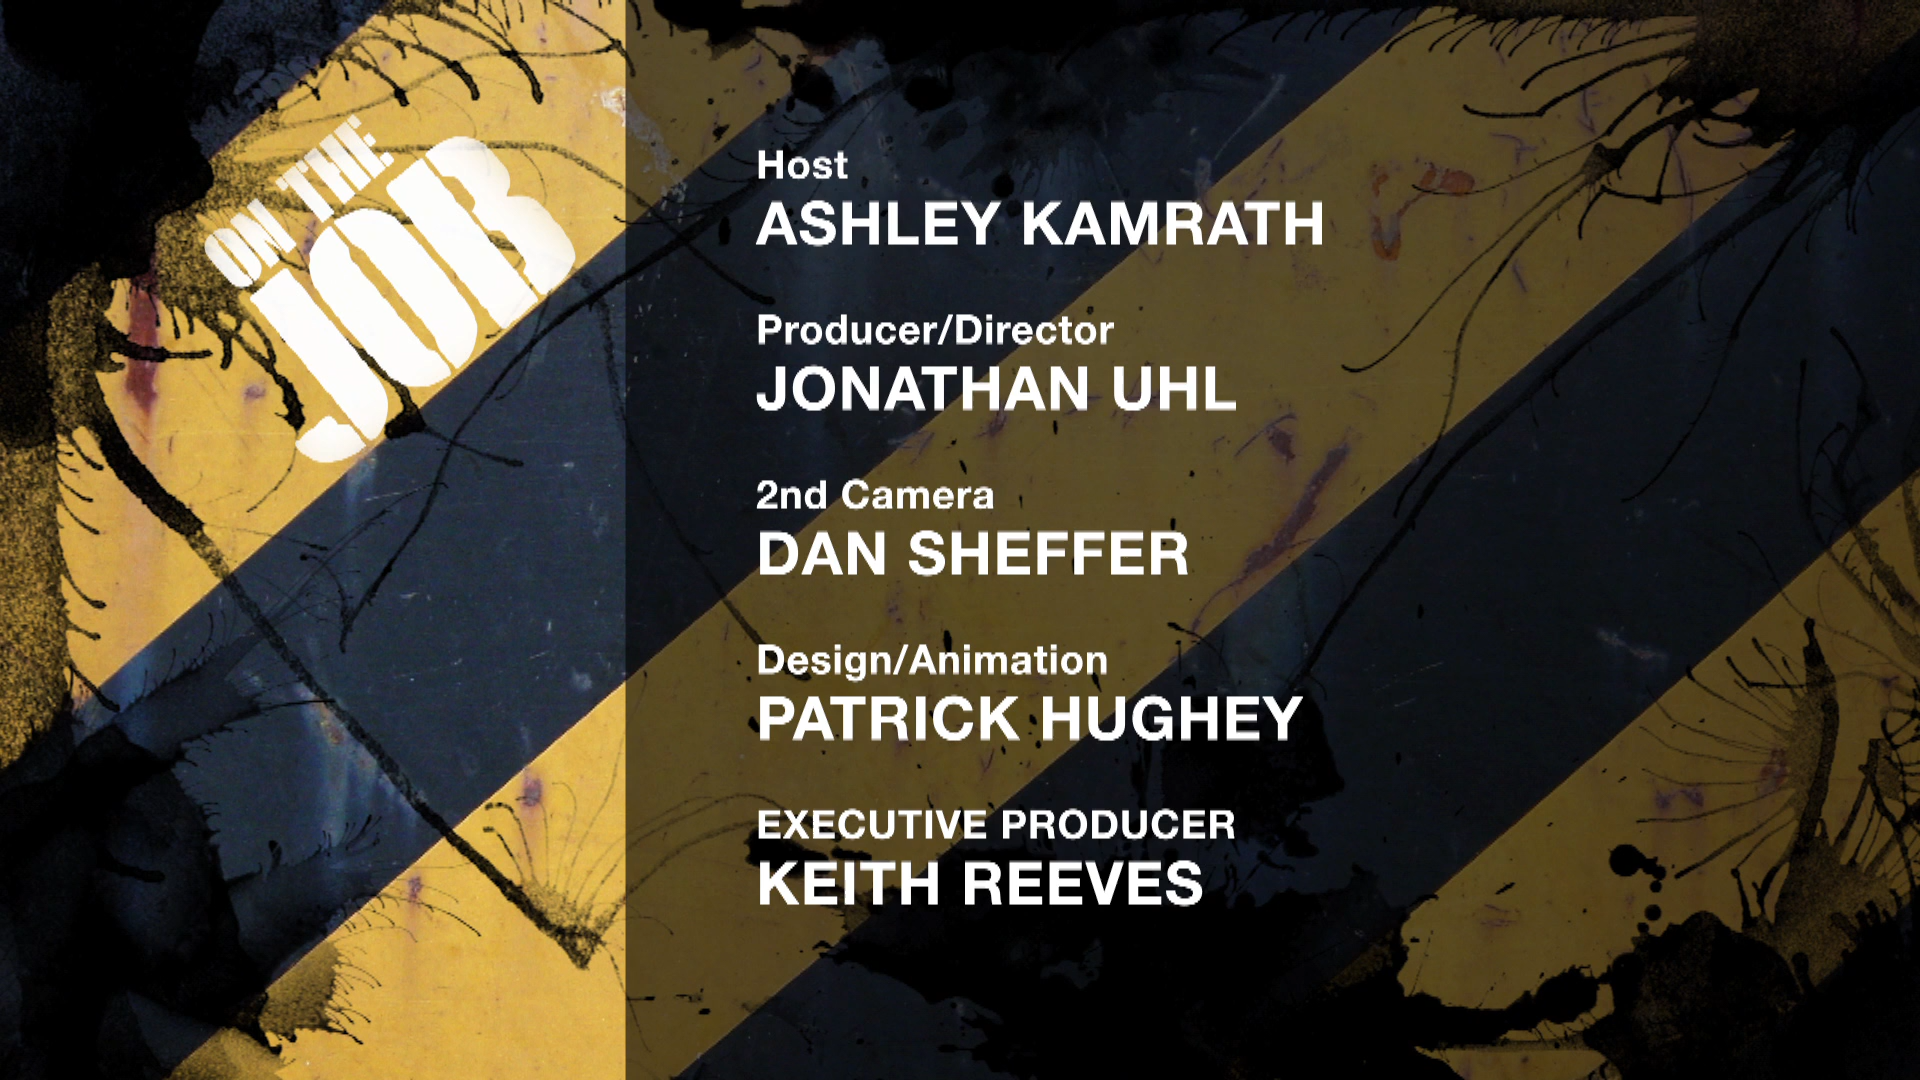 ON THE
JOB
Host
ASHLEY KAMRATH
Producer/Director
JONATHAN UHL
2nd Camera
DAN SHEFFER
Design/Animation
PATRICK HUGHEY
EXECUTIVE PRODUCER
KEITH REEVES